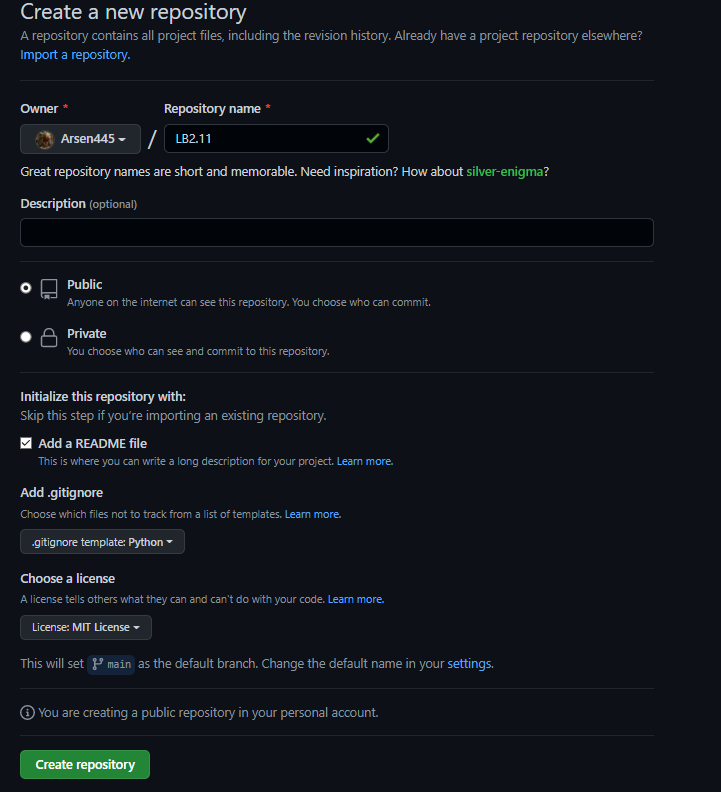 Create a new repository
A repository contains all project files, including the revision history. Already have a project repository elsewhere?
Import a repository.
Owner * Repository name *
Arsen445 / LB2.11
Great repository names are short and memorable. Need inspiration? How about silver-enigma?
Description (optional)
Public
Anyone on the internet can see this repository. You choose who can commit.
Private
You choose who can see and commit to this repository.
Initialize this repository with:
Skip this step if you're importing an existing repository.
Add a README file
This is where you can write a long description for your project. Learn more.
Add .gitignore
Choose which files not to track from a list of templates. Learn more.
.gitignore template: Python
Choose a license
A license tells others what they can and can't do with your code. Learn more.
License: MIT License
This will set main as the default branch. Change the default name in your settings.
You are creating a public repository in your personal account.
Create repository